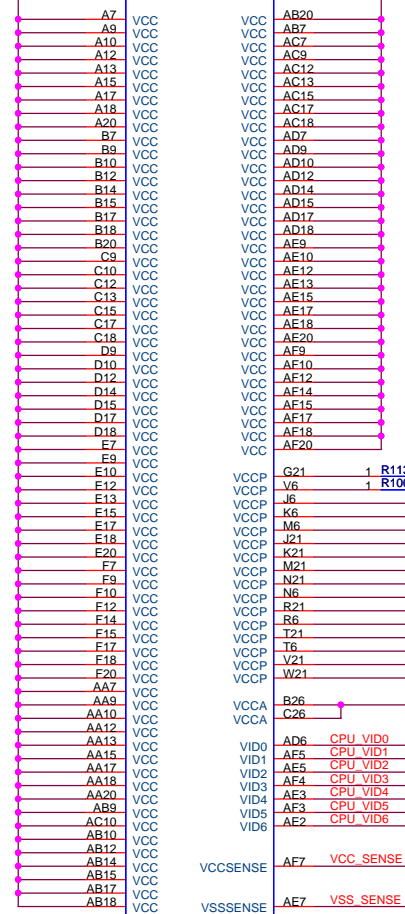 A7 VCC
A9 VCC
A10 VCC
A12 VCC
A13 VCC
A15 VCC
A17 VCC
A18 VCC
A20 VCC
B7 VCC
B9 VCC
B10 VCC
B12 VCC
B14 VCC
B15 VCC
B17 VCC
B18 VCC
B20 VCC
C9 VCC
C10 VCC
C12 VCC
C13 VCC
C15 VCC
C17 VCC
C18 VCC
D9 VCC
D10 VCC
D12 VCC
D14 VCC
D15 VCC
D17 VCC
D18 VCC
E7 VCC
E9 VCC
E10 VCC
E12 VCC
E13 VCC
E15 VCC
E17 VCC
E18 VCC
E20 VCC
F7 VCC
F9 VCC
F10 VCC
F12 VCC
F14 VCC
F15 VCC
F17 VCC
F18 VCC
F20 VCC
AA7 VCC
AA9 VCC
AA10 VCC
AA12 VCC
AA13 VCC
AA15 VCC
AA17 VCC
AA18 VCC
AA20 VCC
AB9 VCC
AC10 VCC
AB10 VCC
AB12 VCC
AB14 VCC
AB15 VCC
AB17 VCC
AB18 VCC
VCC AB20
VCC AB7
VCC AC7
VCC AC9
VCC AC12
VCC AC13
VCC AC15
VCC AC17
VCC AC18
VCC AD7
VCC AD9
VCC AD10
VCC AD12
VCC AD14
VCC AD15
VCC AD17
VCC AD18
VCC AE9
VCC AE10
VCC AE12
VCC AE13
VCC AE15
VCC AE17
VCC AE18
VCC AE20
VCC AF9
VCC AF10
VCC AF12
VCC AF14
VCC AF15
VCC AF17
VCC AF18
VCC AF20
VCCP G21 1
VCCP V6 1
VCCP J6
VCCP K6
VCCP M6
VCCP J21
VCCP K21
VCCP M21
VCCP N21
VCCP N6
VCCP R21
VCCP R6
VCCP T21
VCCP T6
VCCP V21
VCCP W21
VCCA B26
VCCA C26
VID0 AD6 CPU_VID0
VID1 AF5 CPU_VID1
VID2 AE5 CPU_VID2
VID3 AF4 CPU_VID3
VID4 AE3 CPU_VID4
VID5 AF3 CPU_VID5
VID6 AE2 CPU_VID6
VCCSENSE AF7 VCC_SENSE
VSSSENSE AE7 VSS_SENSE